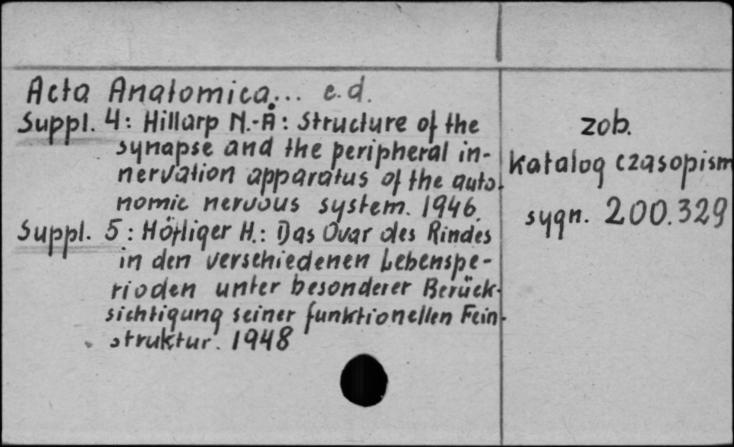 Acta Anatomica... c.d.
Suppl. 4: Hillarp N.-Å: Structure of the
synapse and the peripheral in-
nervation apparatus of the auto-
nomic nervous system. 1946.
Suppl. 5: Höfliger H.: Das Ovar des Rindes
in den verschiedenen Lebenspe-
rioden unter besonderer Berück-
sichtigung seiner funktionellen Fein-
struktur. 1948
zob.
katalog czasopism
sygn. 200.329